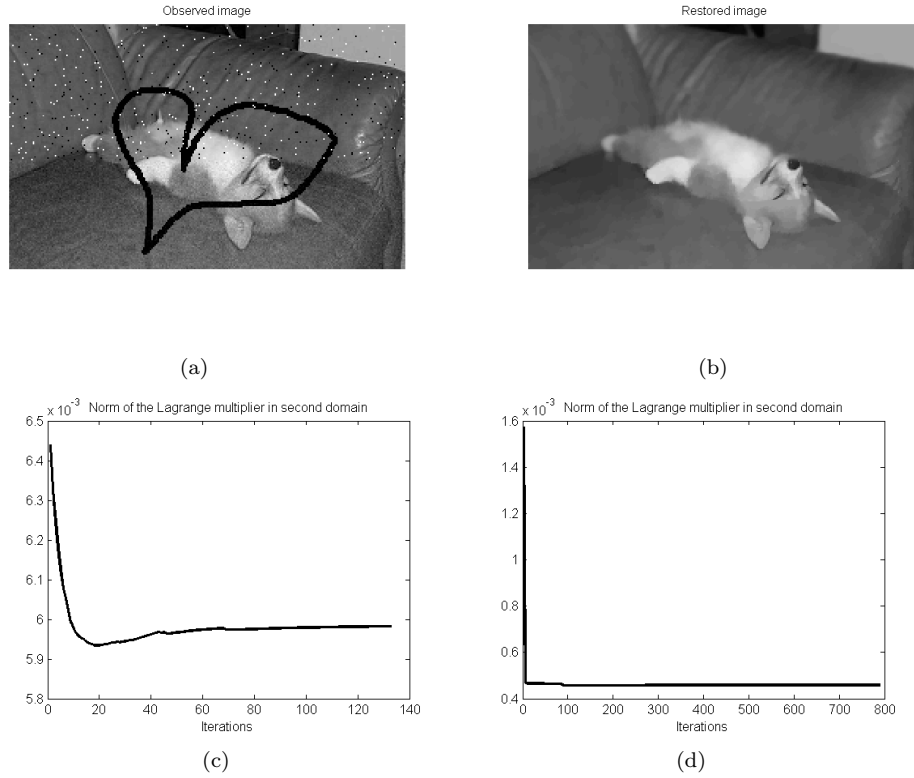 Observed image
Restored image
(a)
(b)
x 10⁻³
Norm of the Lagrange multiplier in second domain
6.5
6.4
6.3
6.2
6.1
6
5.9
5.8
0 20 40 60 80 100 120 140
Iterations
(c)
x 10⁻³
Norm of the Lagrange multiplier in second domain
1.6
1.4
1.2
1
0.8
0.6
0.4
0 100 200 300 400 500 600 700 800
Iterations
(d)